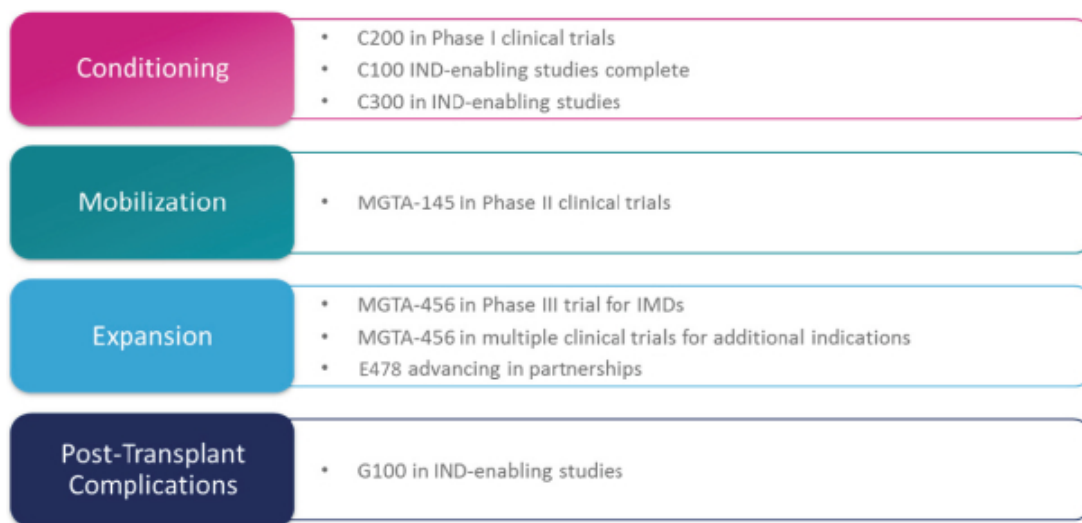 Conditioning
• C200 in Phase I clinical trials
• C100 IND-enabling studies complete
• C300 in IND-enabling studies
Mobilization
• MGTA-145 in Phase II clinical trials
Expansion
• MGTA-456 in Phase III trial for IMDs
• MGTA-456 in multiple clinical trials for additional indications
• E478 advancing in partnerships
Post-Transplant
Complications
• G100 in IND-enabling studies